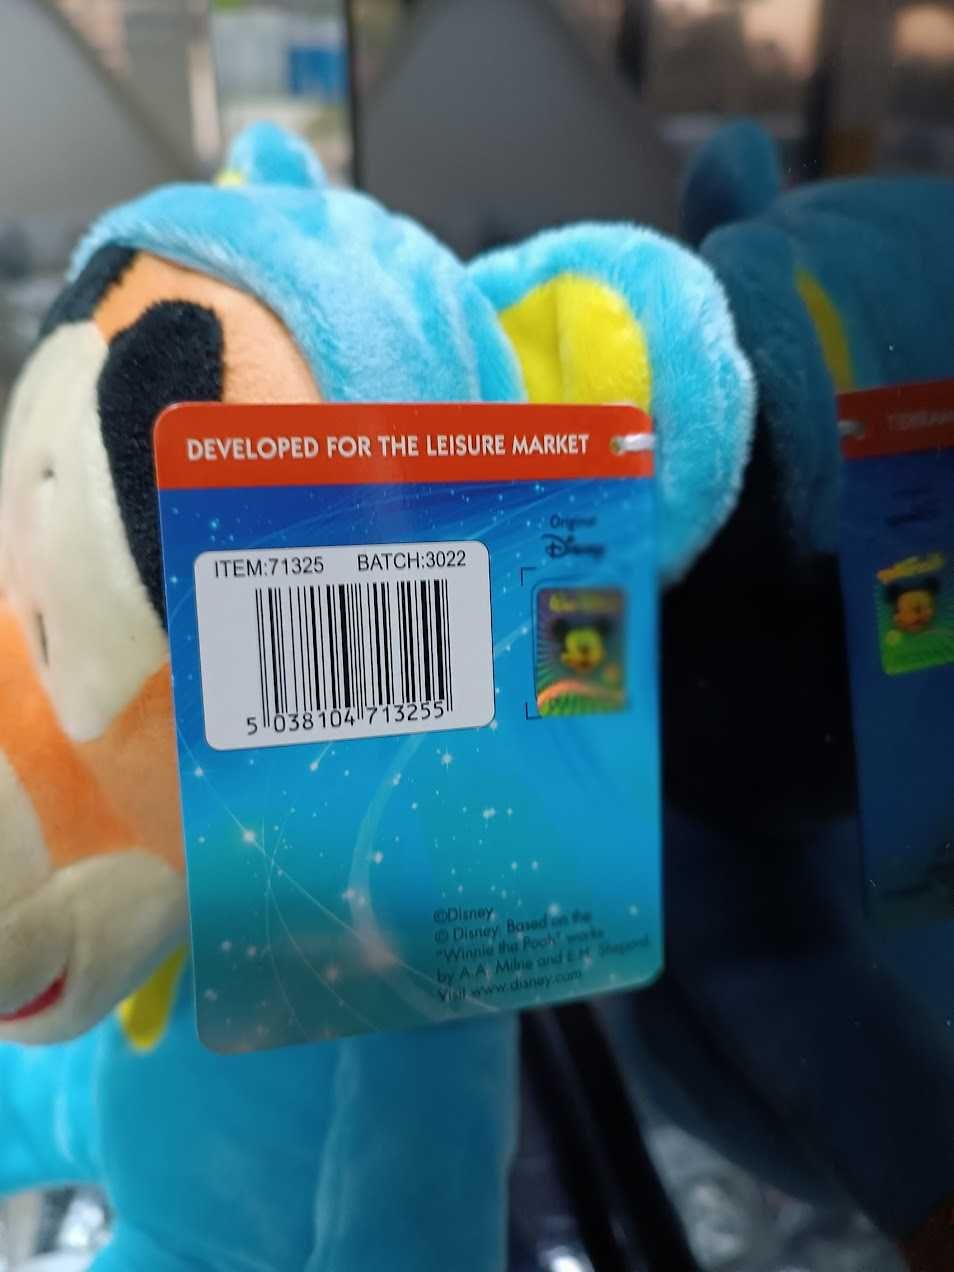 DEVELOPED FOR THE LEISURE MARKET
Original
Disney
ITEM:71325 BATCH:3022
5 038104 713255
©Disney
© Disney. Based on the
"Winnie the Pooh" works
by A.A. Milne and E.H. Shepard.
Visit www.disney.com